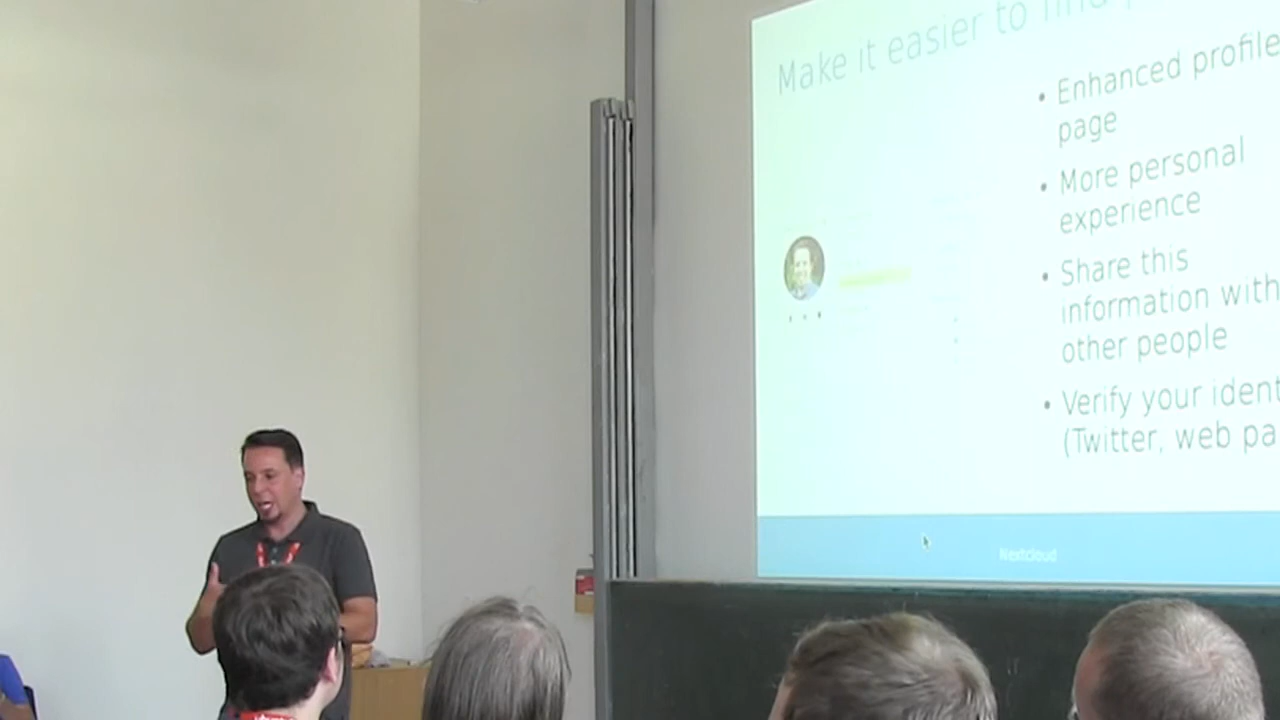 Make it easier to find
• Enhanced profile
page
• More personal
experience
• Share this
information with
other people
• Verify your ident
(Twitter, web pa
Nextcloud